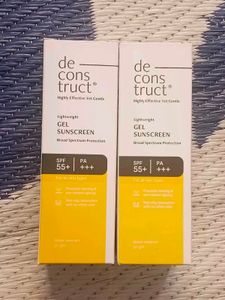 de
cons
truct®
Highly Effective Yet Gentle
Lightweight
GEL
SUNSCREEN
Broad Spectrum Protection
SPF
55+
PA
+++
de
cons
truct®
Highly Effective Yet Gentle
Lightweight
GEL
SUNSCREEN
Broad Spectrum Protection
SPF
55+
PA
+++